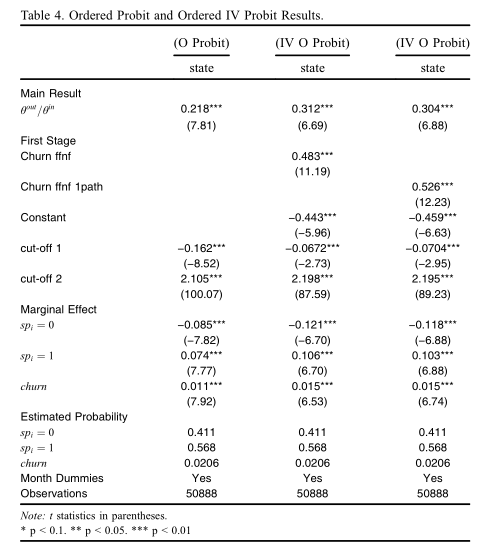 Table 4. Ordered Probit and Ordered IV Probit Results.
(O Probit) (IV O Probit) (IV O Probit)
state state state
Main Result
θ^out/θ^in 0.218*** 0.312*** 0.304***
(7.81) (6.69) (6.88)
First Stage
Churn ffnf 0.483***
(11.19)
Churn ffnf 1path 0.526***
(12.23)
Constant −0.443*** −0.459***
(−5.96) (−6.63)
cut-off 1 −0.162*** −0.0672*** −0.0704***
(−8.52) (−2.73) (−2.95)
cut-off 2 2.105*** 2.198*** 2.195***
(100.07) (87.59) (89.23)
Marginal Effect
sp_i = 0 −0.085*** −0.121*** −0.118***
(−7.82) (−6.70) (−6.88)
sp_i = 1 0.074*** 0.106*** 0.103***
(7.77) (6.70) (6.88)
churn 0.011*** 0.015*** 0.015***
(7.92) (6.53) (6.74)
Estimated Probability
sp_i = 0 0.411 0.411 0.411
sp_i = 1 0.568 0.568 0.568
churn 0.0206 0.0206 0.0206
Month Dummies Yes Yes Yes
Observations 50888 50888 50888
Note: t statistics in parentheses.
* p < 0.1. ** p < 0.05. *** p < 0.01